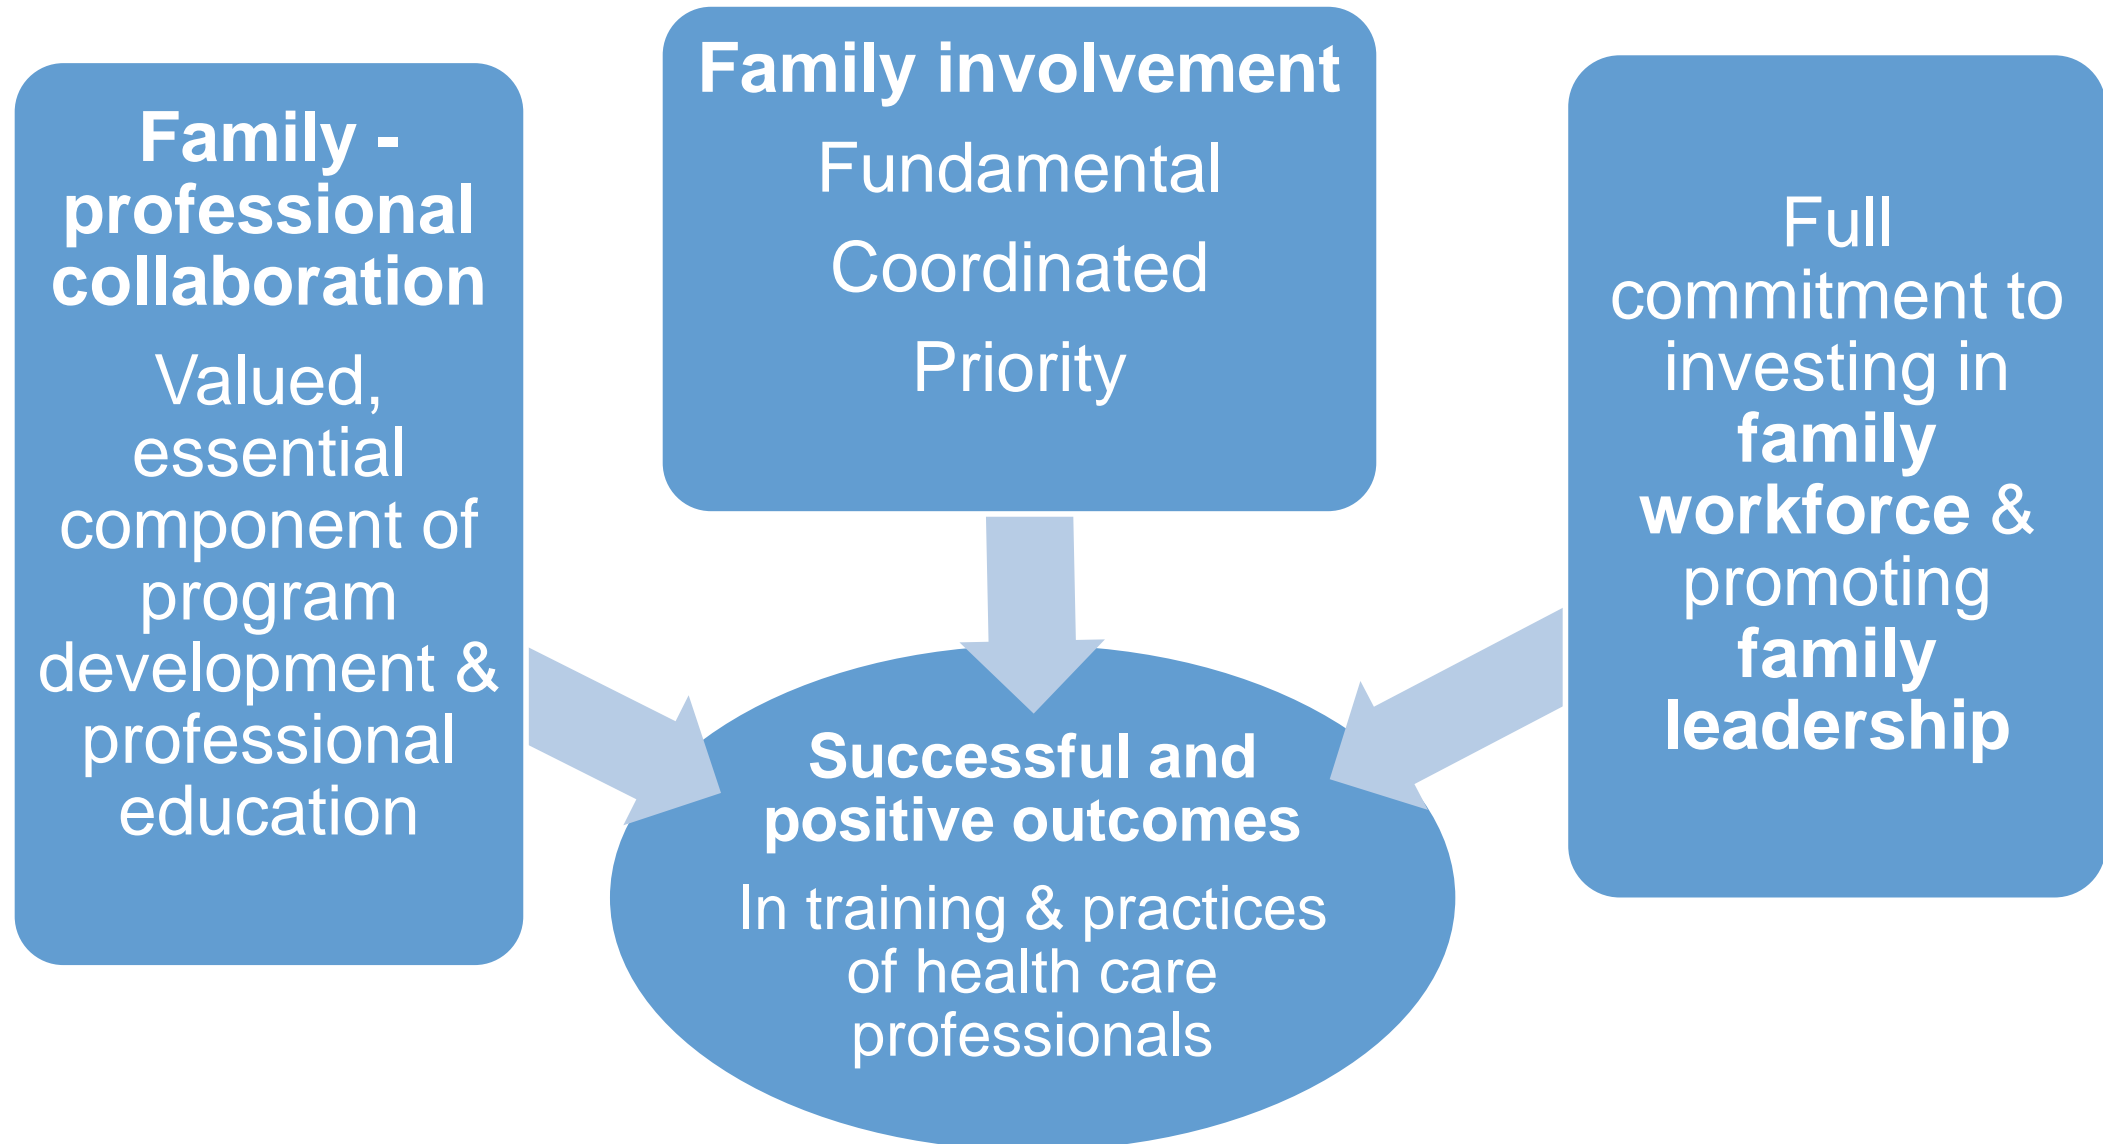 Family -
professional
collaboration
Valued,
essential
component of
program
development &
professional
education
Family involvement
Fundamental
Coordinated
Priority
Full
commitment to
investing in
family
workforce &
promoting
family
leadership
Successful and
positive outcomes
In training & practices
of health care
professionals